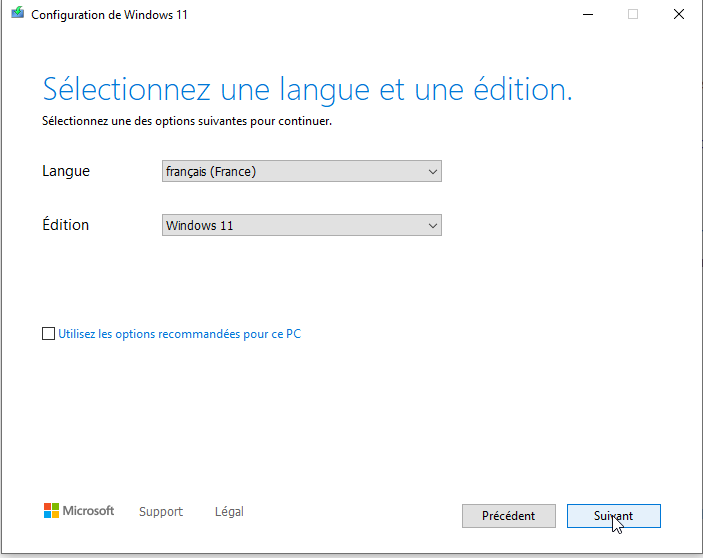 Configuration de Windows 11
Sélectionnez une langue et une édition.
Sélectionnez une des options suivantes pour continuer.
Langue
français (France)
Édition
Windows 11
Utilisez les options recommandées pour ce PC
Microsoft
Support
Légal
Précédent
Suivant